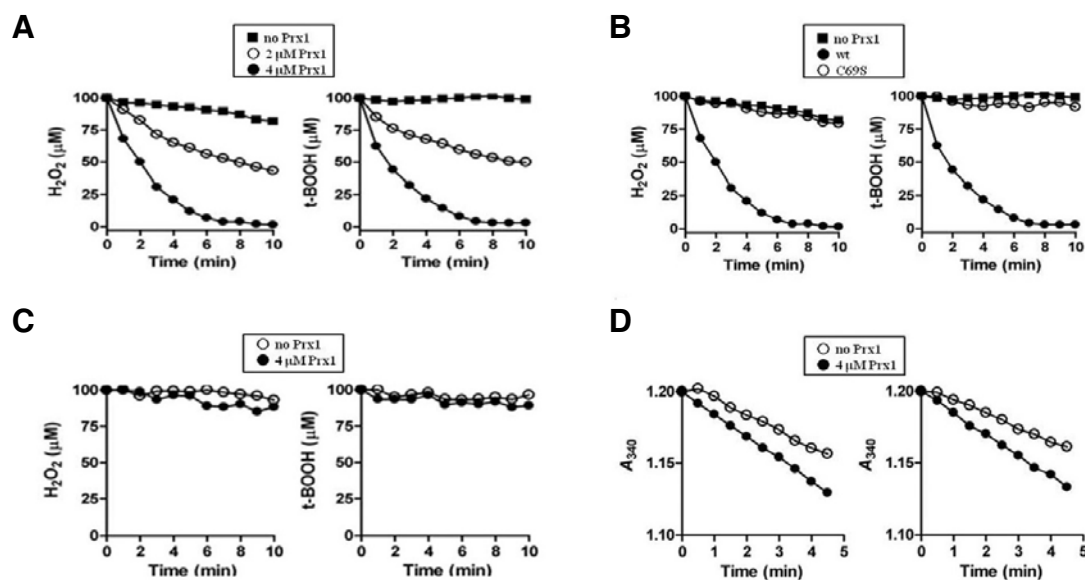 A
no Prx1
2 µM Prx1
4 µM Prx1
H2O2 (µM)
100
75
50
25
0
0 2 4 6 8 10
Time (min)
t-BOOH (µM)
100
75
50
25
0
0 2 4 6 8 10
Time (min)
B
no Prx1
wt
C69S
H2O2 (µM)
100
75
50
25
0
0 2 4 6 8 10
Time (min)
t-BOOH (µM)
100
75
50
25
0
0 2 4 6 8 10
Time (min)
C
no Prx1
4 µM Prx1
H2O2 (µM)
100
75
50
25
0
0 2 4 6 8 10
Time (min)
t-BOOH (µM)
100
75
50
25
0
0 2 4 6 8 10
Time (min)
D
no Prx1
4 µM Prx1
A340
1.20
1.15
1.10
0 1 2 3 4 5
Time (min)
A340
1.20
1.15
1.10
0 1 2 3 4 5
Time (min)